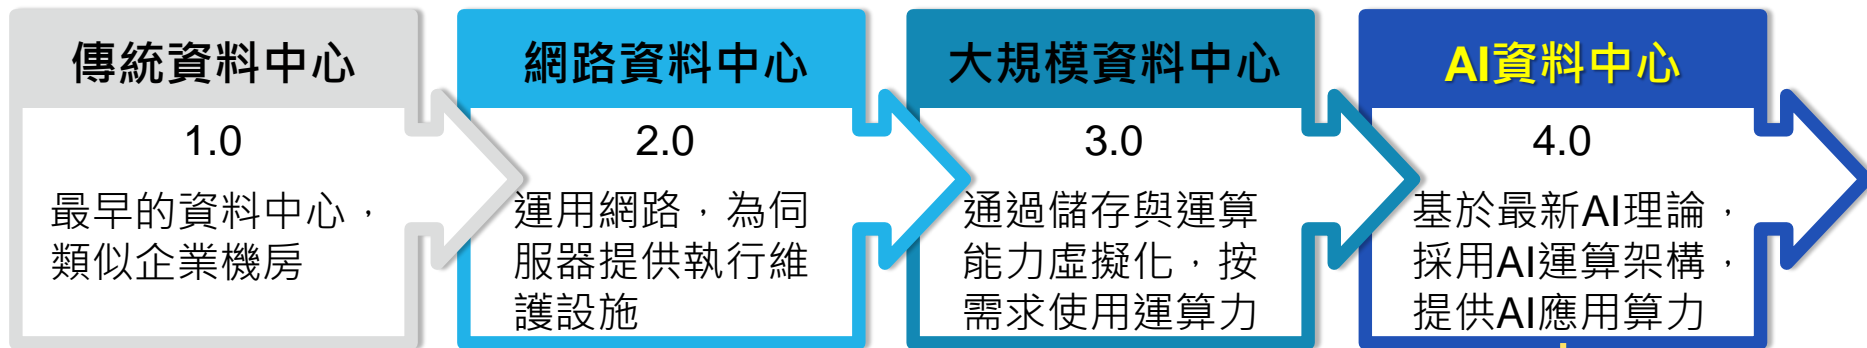 傳統資料中心
1.0
最早的資料中心，
類似企業機房
網路資料中心
2.0
運用網路，為伺
服器提供執行維
護設施
大規模資料中心
3.0
通過儲存與運算
能力虛擬化，按
需求使用運算力
AI資料中心
4.0
基於最新AI理論，
採用AI運算架構，
提供AI應用算力